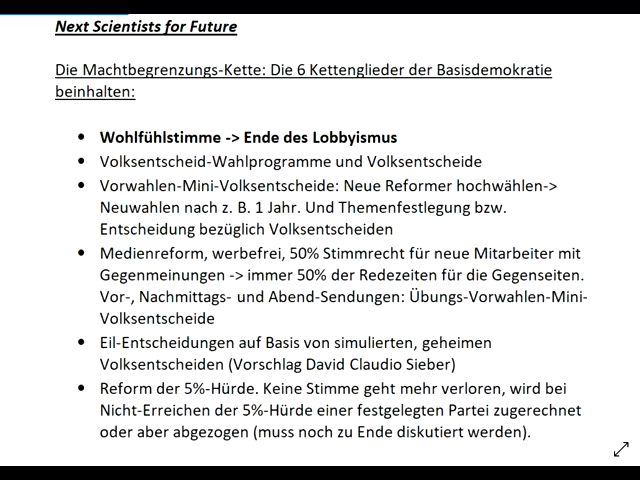 Next Scientists for Future
Die Machtbegrenzungs-Kette: Die 6 Kettenglieder der Basisdemokratie
beinhalten:
• Wohlfühlstimme -> Ende des Lobbyismus
• Volksentscheid-Wahlprogramme und Volksentscheide
• Vorwahlen-Mini-Volksentscheide: Neue Reformer hochwählen->
Neuwahlen nach z. B. 1 Jahr. Und Themenfestlegung bzw.
Entscheidung bezüglich Volksentscheiden
• Medienreform, werbefrei, 50% Stimmrecht für neue Mitarbeiter mit
Gegenmeinungen -> immer 50% der Redezeiten für die Gegenseiten.
Vor-, Nachmittags- und Abend-Sendungen: Übungs-Vorwahlen-Mini-
Volksentscheide
• Eil-Entscheidungen auf Basis von simulierten, geheimen
Volksentscheiden (Vorschlag David Claudio Sieber)
• Reform der 5%-Hürde. Keine Stimme geht mehr verloren, wird bei
Nicht-Erreichen der 5%-Hürde einer festgelegten Partei zugerechnet
oder aber abgezogen (muss noch zu Ende diskutiert werden).